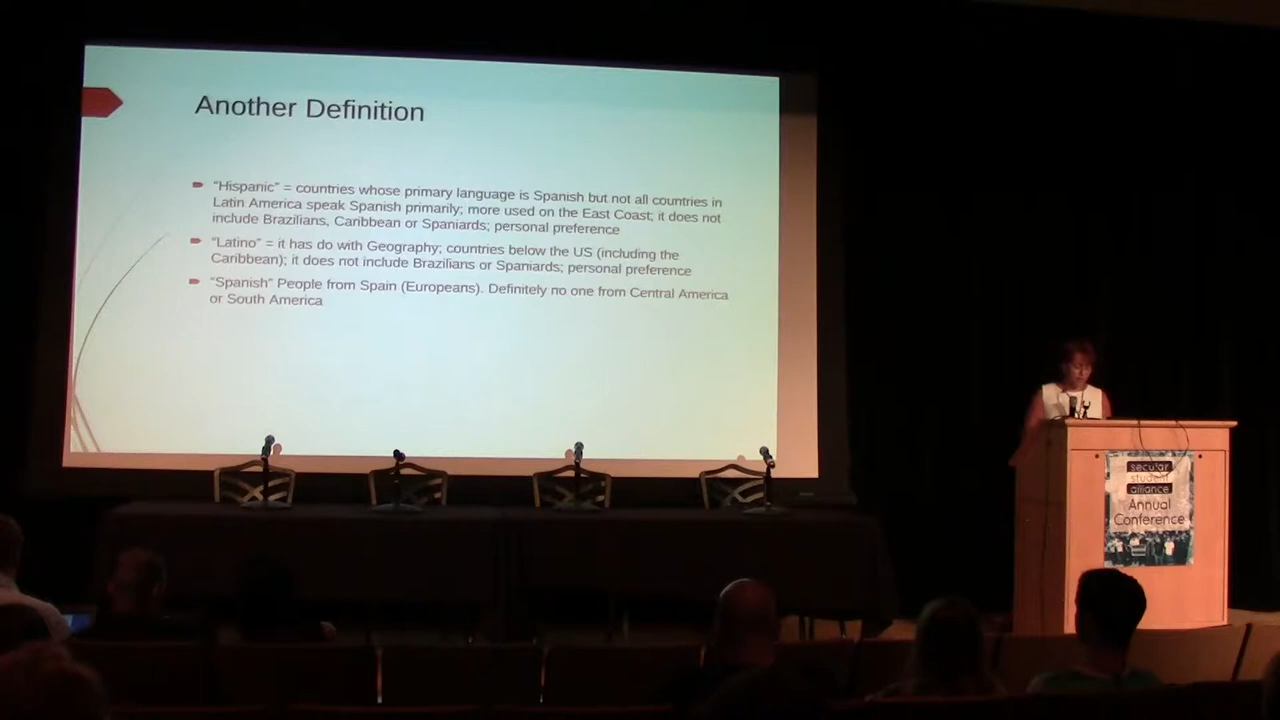 Another Definition
"Hispanic" = countries whose primary language is Spanish but not all countries in
Latin America speak Spanish primarily; more used on the East Coast; it does not
include Brazilians, Caribbean or Spaniards; personal preference
"Latino" = it has do with Geography; countries below the US (including the
Caribbean); it does not include Brazilians or Spaniards; personal preference
"Spanish" People from Spain (Europeans). Definitely no one from Central America
or South America
secular
student
alliance
Annual
Conference